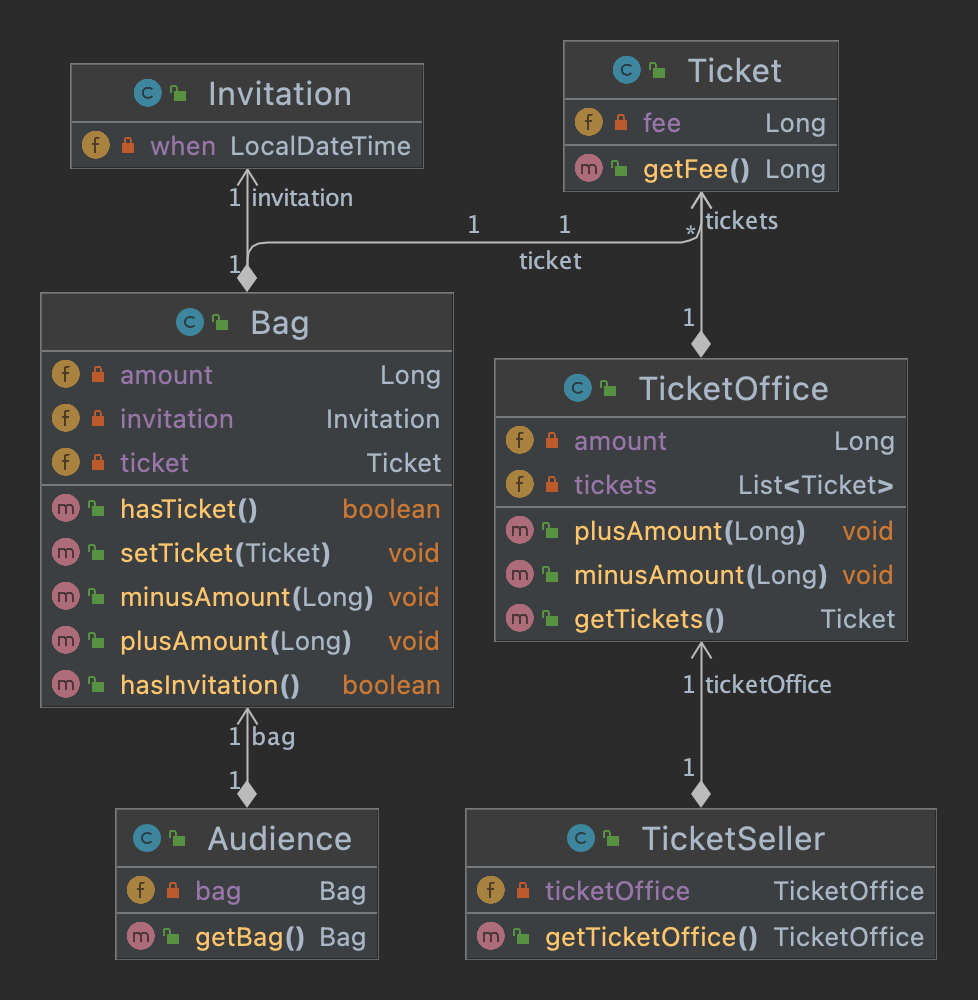 C Invitation
f when LocalDateTime
C Ticket
f fee Long
m getFee() Long
1 invitation
1 1
* tickets
ticket
1
1
C Bag
f amount Long
f invitation Invitation
f ticket Ticket
m hasTicket() boolean
m setTicket(Ticket) void
m minusAmount(Long) void
m plusAmount(Long) void
m hasInvitation() boolean
C TicketOffice
f amount Long
f tickets List<Ticket>
m plusAmount(Long) void
m minusAmount(Long) void
m getTickets() Ticket
1 bag
1
1 ticketOffice
1
C Audience
f bag Bag
m getBag() Bag
C TicketSeller
f ticketOffice TicketOffice
m getTicketOffice() TicketOffice